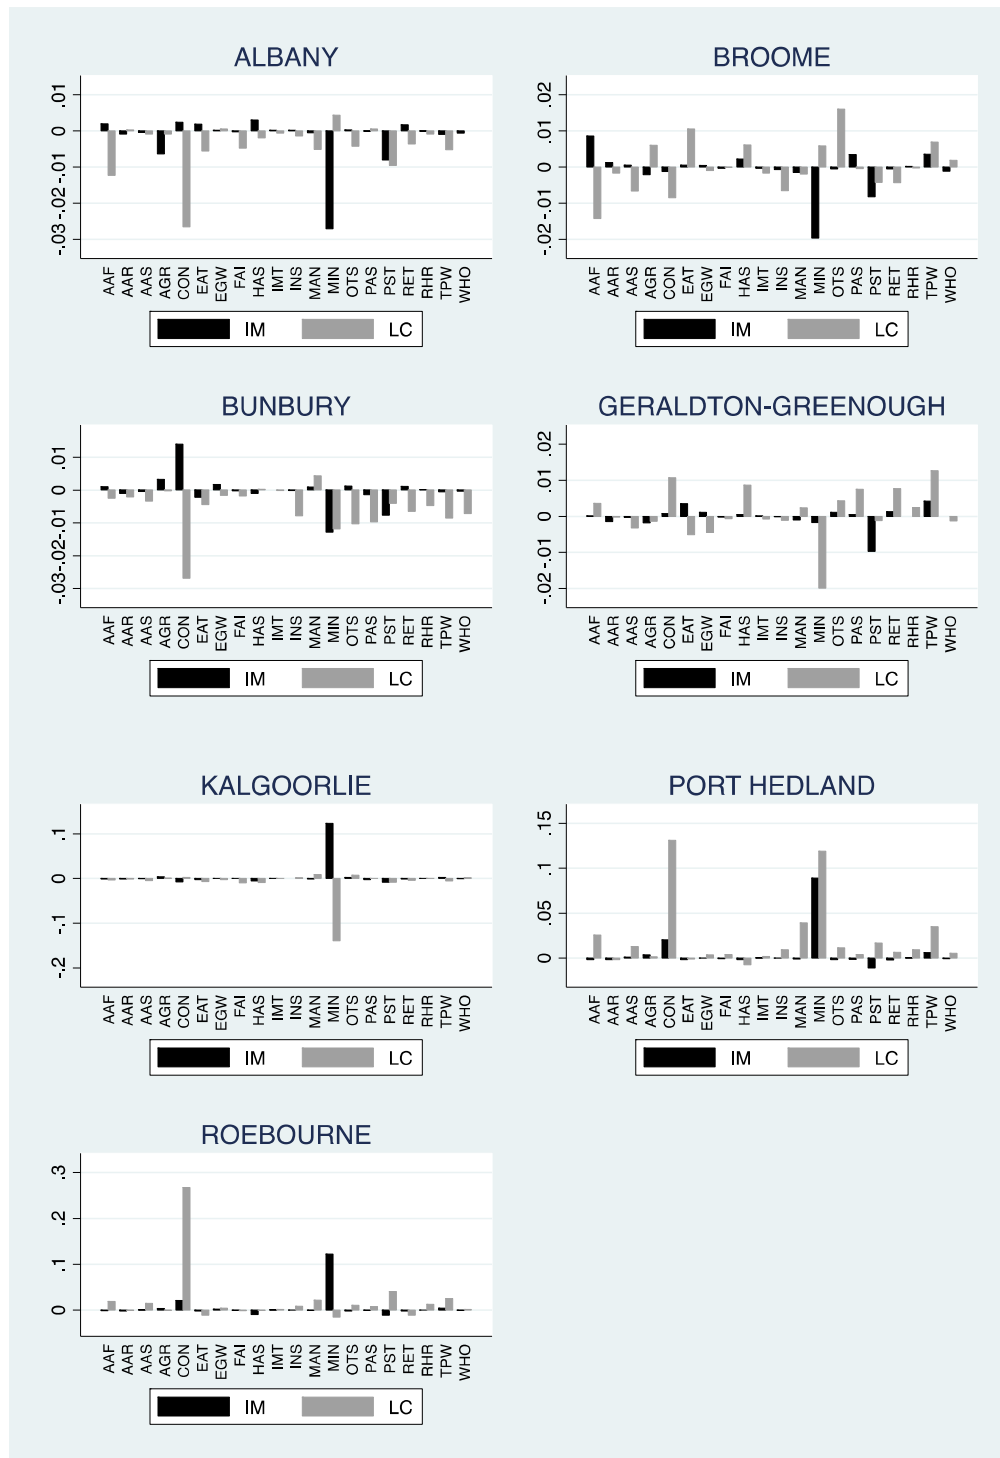 ALBANY
.01
0
-.01
-.02
-.03
AAF AAR AAS AGR CON EAT EGW FAI HAS IMT INS MAN MIN OTS PAS PST RET RHR TPW WHO
IM LC
BROOME
.02
.01
0
-.01
-.02
AAF AAR AAS AGR CON EAT EGW FAI HAS IMT INS MAN MIN OTS PAS PST RET RHR TPW WHO
IM LC
BUNBURY
.01
0
-.01
-.02
-.03
AAF AAR AAS AGR CON EAT EGW FAI HAS IMT INS MAN MIN OTS PAS PST RET RHR TPW WHO
IM LC
GERALDTON-GREENOUGH
.02
.01
0
-.01
-.02
AAF AAR AAS AGR CON EAT EGW FAI HAS IMT INS MAN MIN OTS PAS PST RET RHR TPW WHO
IM LC
KALGOORLIE
.1
0
-.1
-.2
AAF AAR AAS AGR CON EAT EGW FAI HAS IMT INS MAN MIN OTS PAS PST RET RHR TPW WHO
IM LC
PORT HEDLAND
.15
.1
.05
0
AAF AAR AAS AGR CON EAT EGW FAI HAS IMT INS MAN MIN OTS PAS PST RET RHR TPW WHO
IM LC
ROEBOURNE
.3
.2
.1
0
AAF AAR AAS AGR CON EAT EGW FAI HAS IMT INS MAN MIN OTS PAS PST RET RHR TPW WHO
IM LC